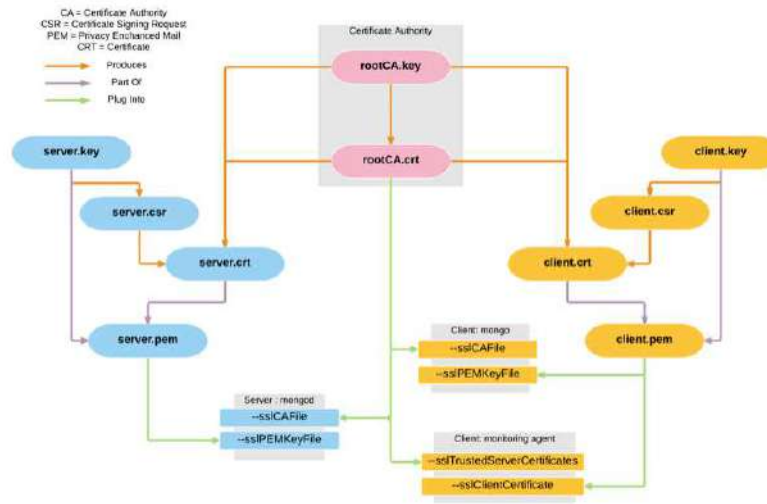 CA = Certificate Authority
CSR = Certificate Signing Request
PEM = Privacy Enchanced Mail
CRT = Certificate
Produces
Part Of
Plug Into
Certificate Authority
rootCA.key
rootCA.crt
server.key
client.key
server.csr
client.csr
server.crt
client.crt
server.pem
client.pem
Client: mongo
--sslCAFile
--sslPEMKeyFile
Server : mongod
--sslCAFile
--sslPEMKeyFile
Client: monitoring agent
--sslTrustedServerCertificates
--sslClientCertificate